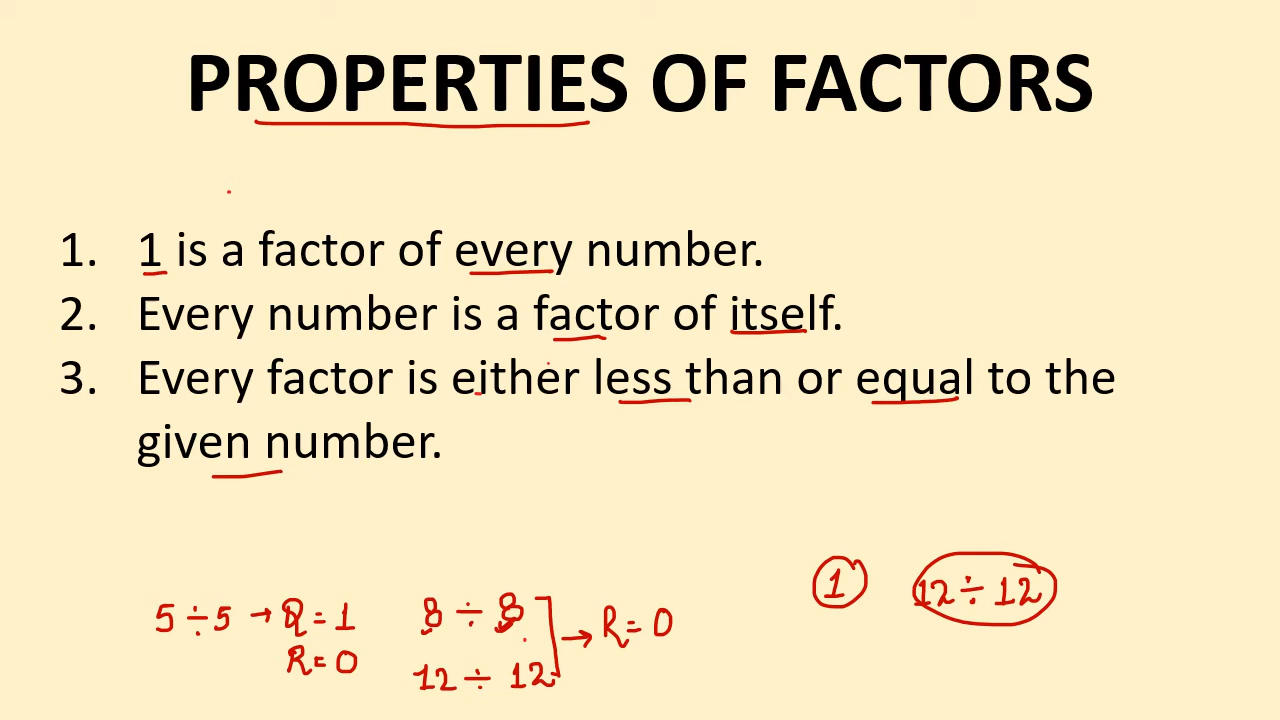 PROPERTIES OF FACTORS
1. 1 is a factor of every number.
2. Every number is a factor of itself.
3. Every factor is either less than or equal to the
given number.
1 12 ÷ 12
5 ÷ 5 → Q = 1 8 ÷ 8 → R = 0
R = 0 12 ÷ 12